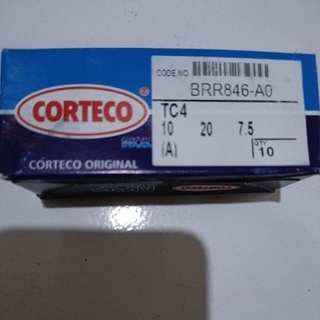 CODE NO.
BRR846-A0
CORTECO
®
TC4
10 20 7.5
(A)
QTY
10
CORTECO ORIGINAL